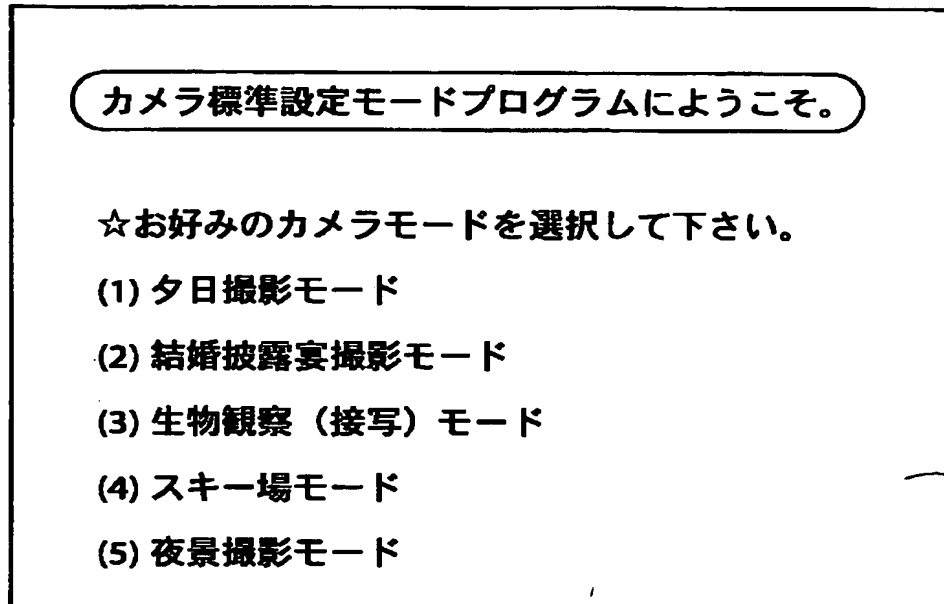 カメラ標準設定モードプログラムにようこそ。
☆お好みのカメラモードを選択して下さい。
(1) 夕日撮影モード
(2) 結婚披露宴撮影モード
(3) 生物観察（接写）モード
(4) スキー場モード
(5) 夜景撮影モード